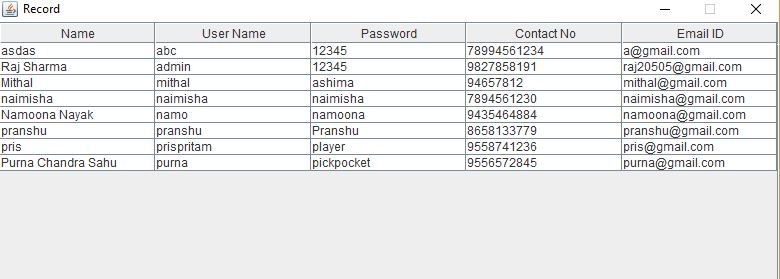 Record
Name User Name Password Contact No Email ID
asdas abc 12345 78994561234 a@gmail.com
Raj Sharma admin 12345 9827858191 raj20505@gmail.com
Mithal mithal ashima 94657812 mithal@gmail.com
naimisha naimisha naimisha 7894561230 naimisha@gmail.com
Namoona Nayak namo namoona 9435464884 namoona@gmail.com
pranshu pranshu Pranshu 8658133779 pranshu@gmail.com
pris prispritam player 9558741236 pris@gmail.com
Purna Chandra Sahu purna pickpocket 9556572845 purna@gmail.com